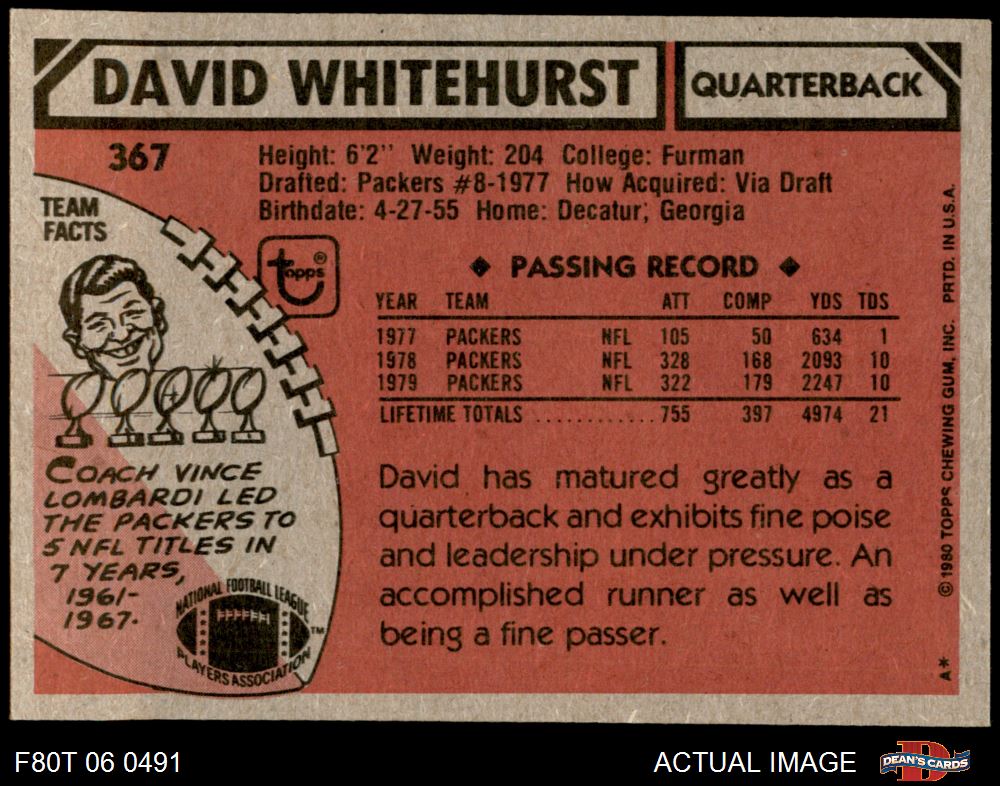 DAVID WHITEHURST
QUARTERBACK
367
Height: 6'2" Weight: 204 College: Furman
Drafted: Packers #8-1977 How Acquired: Via Draft
Birthdate: 4-27-55 Home: Decatur, Georgia
TEAM
FACTS
topps®
◆ PASSING RECORD ◆
YEAR TEAM ATT COMP YDS TDS
1977 PACKERS NFL 105 50 634 1
1978 PACKERS NFL 328 168 2093 10
1979 PACKERS NFL 322 179 2247 10
LIFETIME TOTALS ............ 755 397 4974 21
COACH VINCE
LOMBARDI LED
THE PACKERS TO
5 NFL TITLES IN
7 YEARS,
1961-
1967.
NATIONAL FOOTBALL LEAGUE
PLAYERS ASSOCIATION
TM
David has matured greatly as a
quarterback and exhibits fine poise
and leadership under pressure. An
accomplished runner as well as
being a fine passer.
A* © 1980 TOPPS CHEWING GUM, INC. PRTD. IN U.S.A.
F80T 06 0491
ACTUAL IMAGE
D
DEAN'S CARDS